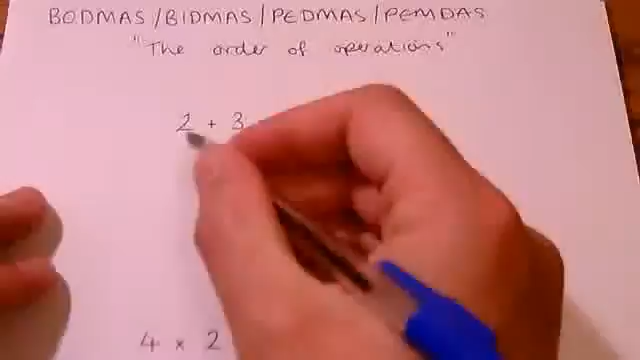 BODMAS/BIDMAS/PEDMAS/PEMDAS
"The order of operations"
2 + 3
4 × 2